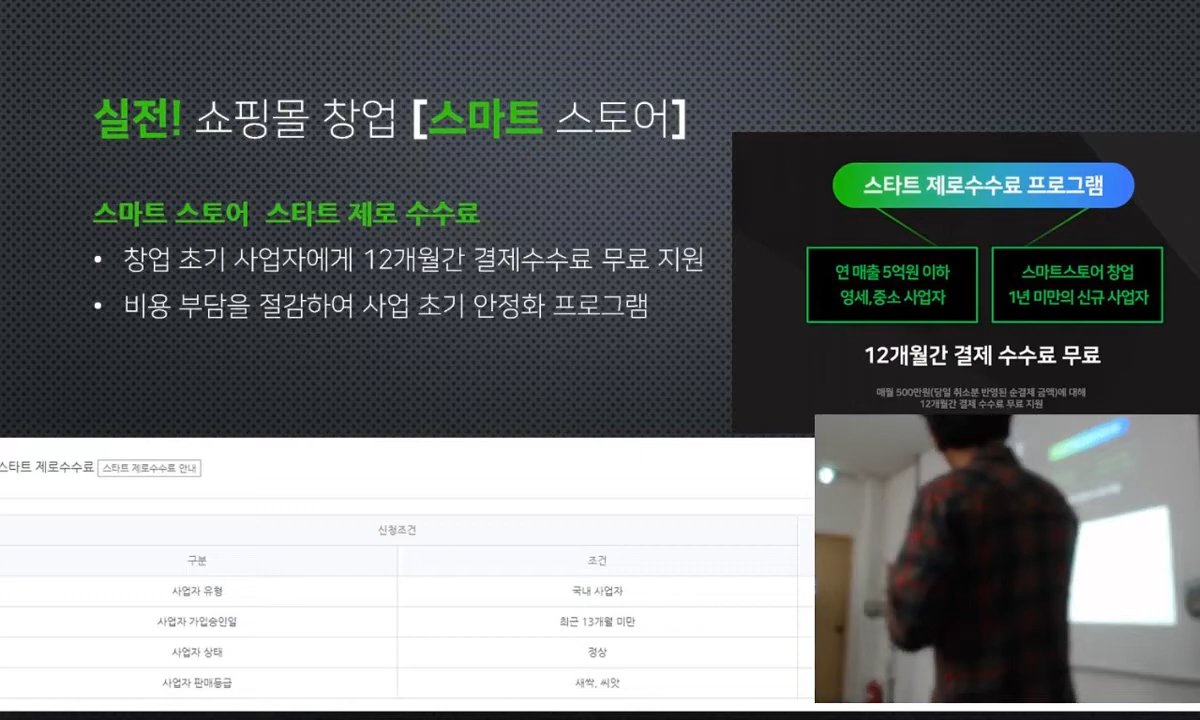 실전! 쇼핑몰 창업 [스마트 스토어]
스마트 스토어 스타트 제로 수수료
• 창업 초기 사업자에게 12개월간 결제수수료 무료 지원
• 비용 부담을 절감하여 사업 초기 안정화 프로그램
스타트 제로수수료 프로그램
연 매출 5억원 이하
영세,중소 사업자
스마트스토어 창업
1년 미만의 신규 사업자
12개월간 결제 수수료 무료
매월 500만원(당일 취소분 반영된 순결제 금액)에 대해
12개월간 결제 수수료 무료 지원
스타트 제로수수료 스타트 제로수수료 안내
신청조건
구분 조건
사업자 유형 국내 사업자
사업자 가입승인일 최근 13개월 미만
사업자 상태 정상
사업자 판매등급 새싹, 씨앗